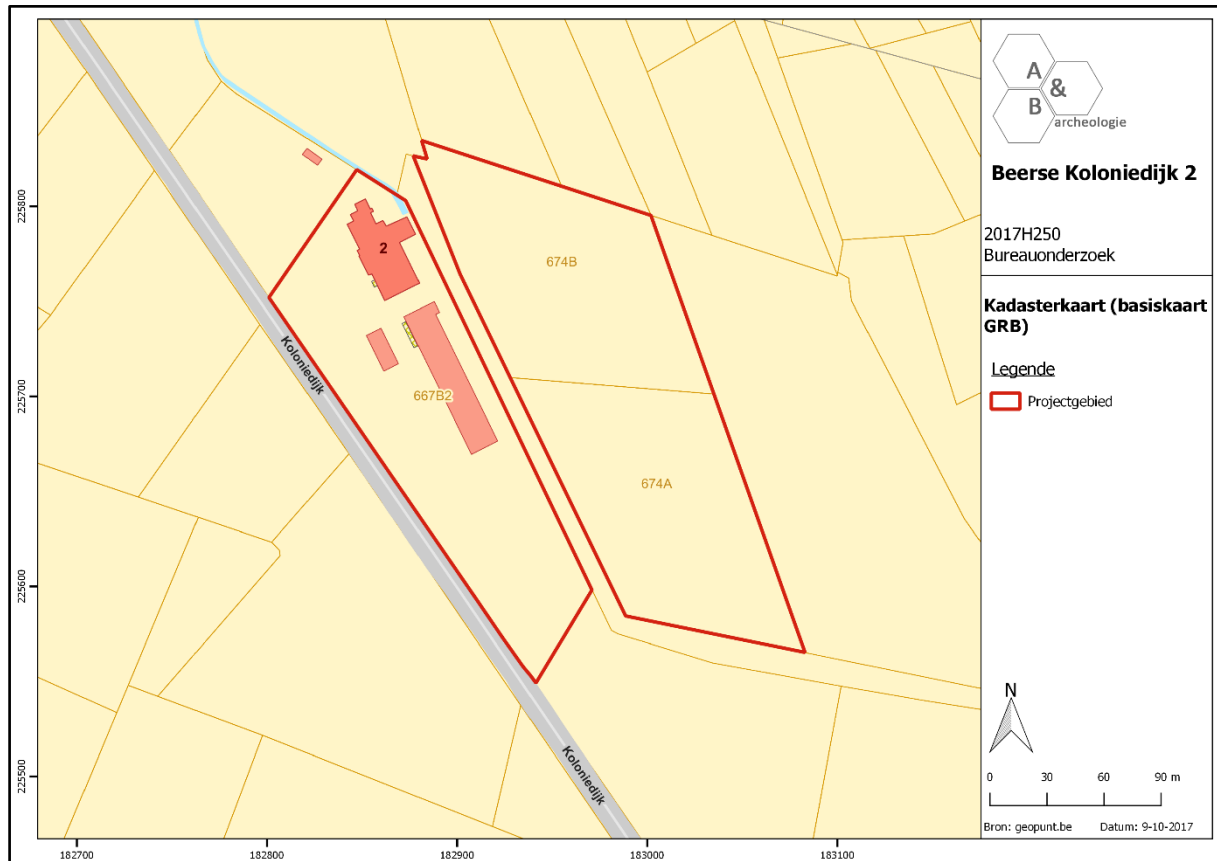 225800
225700
225600
225500
182700
182800
182900
183000
183100
2
674B
667B2
674A
Koloniedijk
Koloniedijk
A
&
B
archeologie
Beerse Koloniedijk 2
2017H250
Bureauonderzoek
Kadasterkaart (basiskaart
GRB)
Legende
Projectgebied
N
0 30 60 90 m
Bron: geopunt.be Datum: 9-10-2017